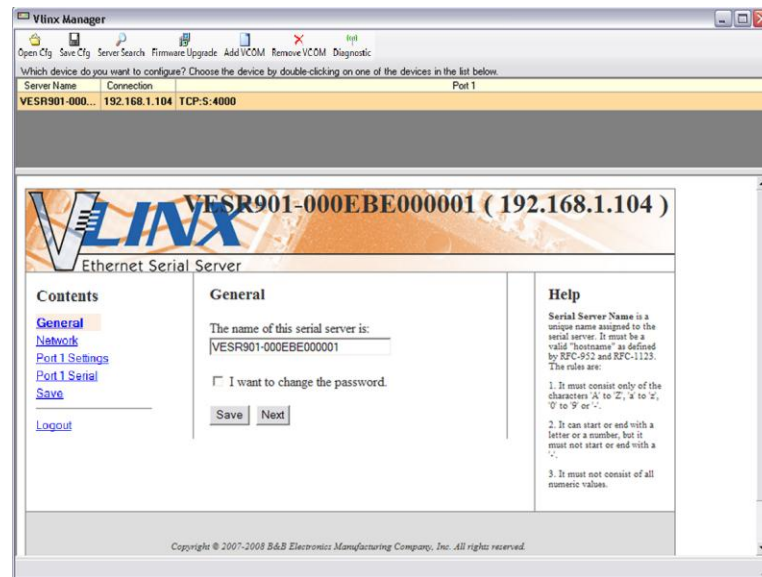 Vlinx Manager
Open Cfg Save Cfg Server Search Firmware Upgrade Add VCOM Remove VCOM Diagnostic
Which device do you want to configure? Choose the device by double-clicking on one of the devices in the list below.
Server Name Connection Port 1
VESR901-000... 192.168.1.104 TCP:S:4000
VLINX
VESR901-000EBE000001 ( 192.168.1.104 )
Ethernet Serial Server
Contents
General
Network
Port 1 Settings
Port 1 Serial
Save
Logout
General
The name of this serial server is:
VESR901-000EBE000001
I want to change the password.
Save Next
Help
Serial Server Name is a
unique name assigned to the
serial server. It must be a
valid "hostname" as defined
by RFC-952 and RFC-1123.
The rules are:
1. It must consist only of the
characters 'A' to 'Z', 'a' to 'z',
'0' to '9' or '-'.
2. It can start or end with a
letter or a number, but it
must not start or end with a
'-'.
3. It must not consist of all
numeric values.
Copyright © 2007-2008 B&B Electronics Manufacturing Company, Inc. All rights reserved.